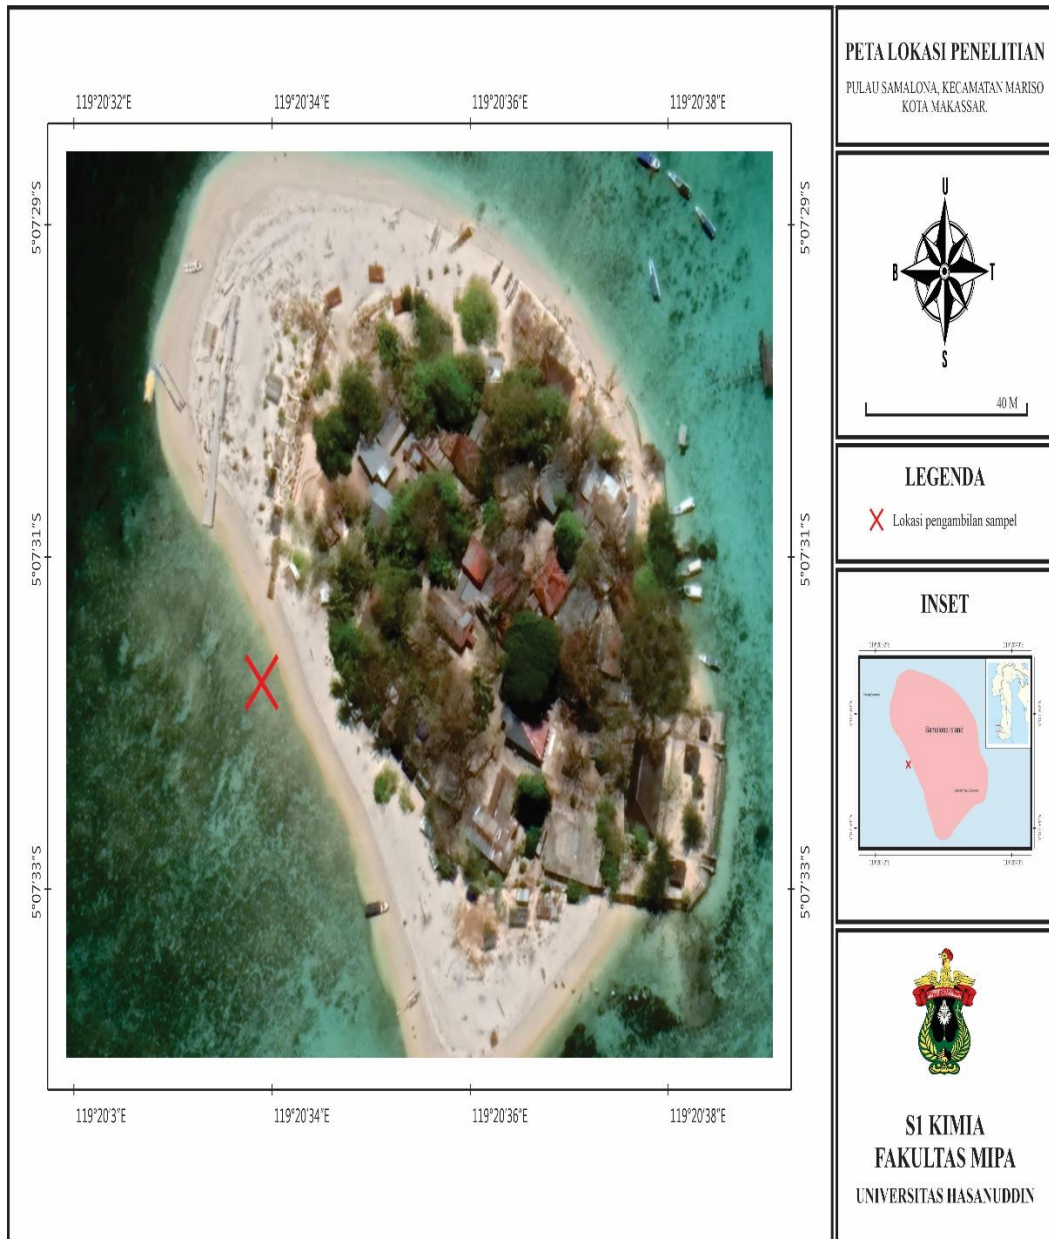 119°20'32"E 119°20'34"E 119°20'36"E 119°20'38"E
5°07'29"S 5°07'29"S
5°07'31"S 5°07'31"S
5°07'33"S 5°07'33"S
119°20'3"E 119°20'34"E 119°20'36"E 119°20'38"E
PETA LOKASI PENELITIAN
PULAU SAMALONA, KECAMATAN MARISO
KOTA MAKASSAR.
U
B T
S
40 M
LEGENDA
Lokasi pengambilan sampel
INSET
Samalona Island
S1 KIMIA
FAKULTAS MIPA
UNIVERSITAS HASANUDDIN